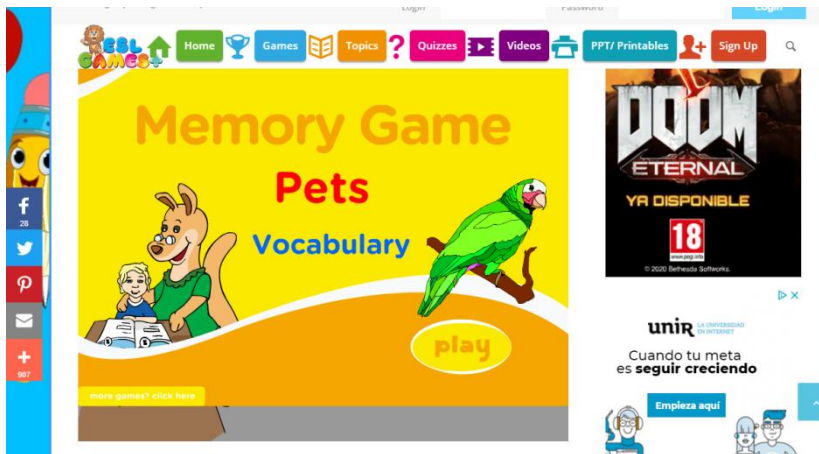 Login
Password
Login
ESL GAMES+
Home
Games
Topics
Quizzes
Videos
PPT/ Printables
Sign Up
Memory Game
Pets
Vocabulary
play
more games? click here
28
987
DOOM
ETERNAL
YA DISPONIBLE
18
www.pegi.info
© 2020 Bethesda Softworks.
unir LA UNIVERSIDAD
EN INTERNET
Cuando tu meta
es seguir creciendo
Empieza aquí